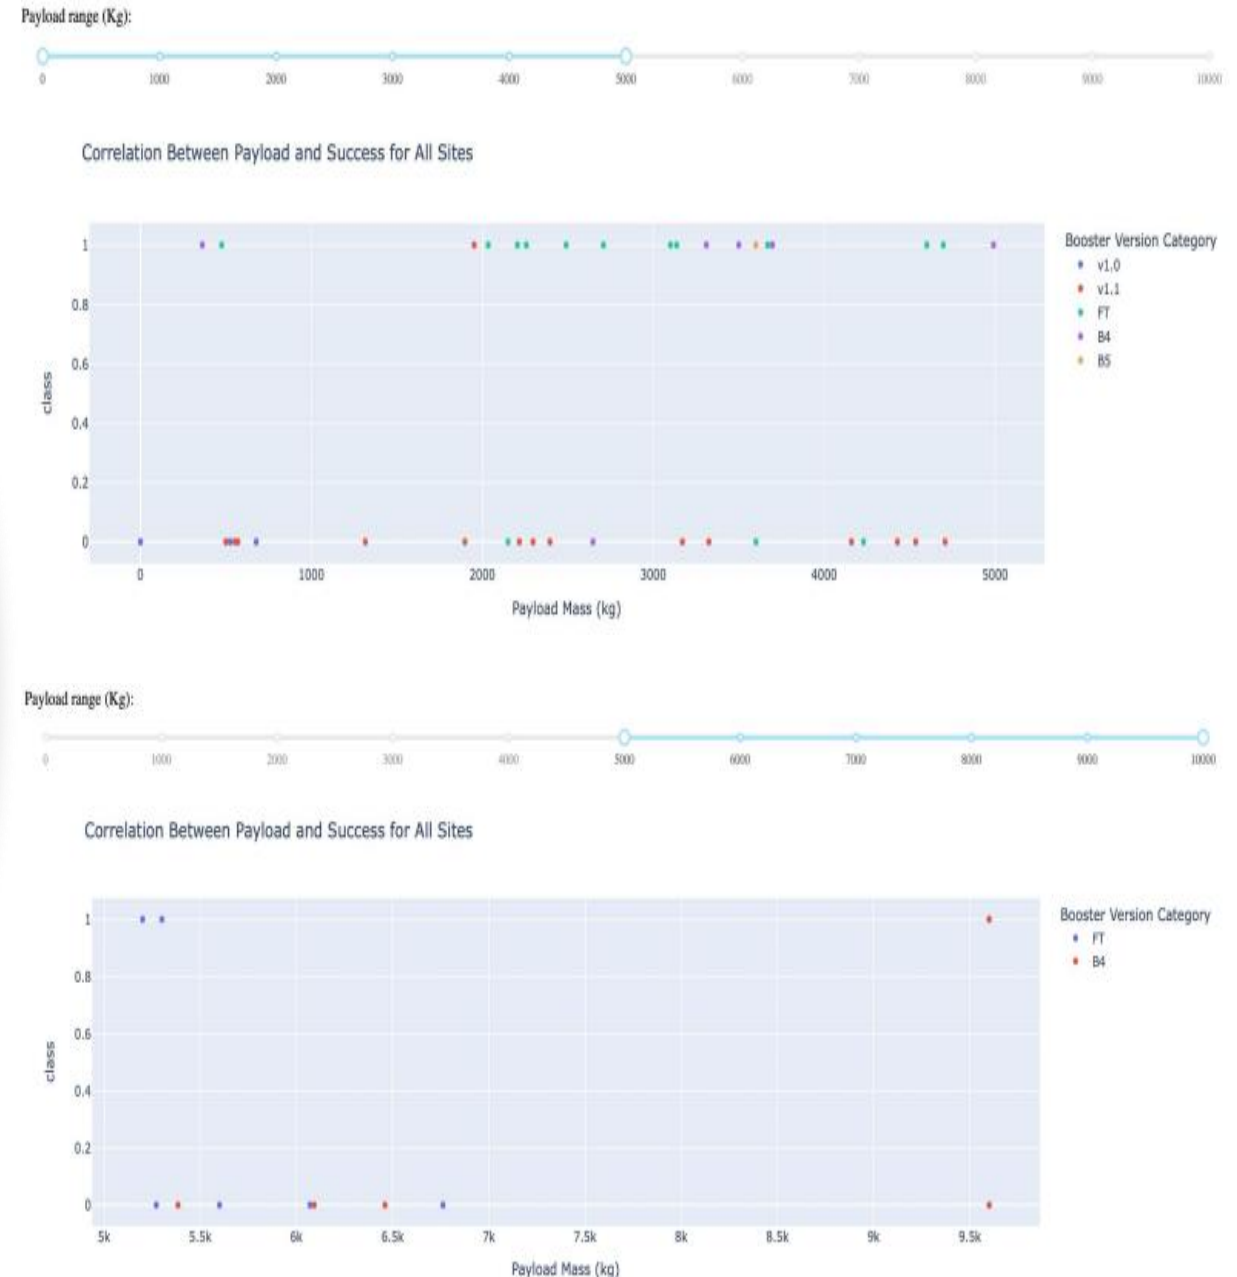 Payload range (Kg):
0 1000 2000 3000 4000 5000 6000 7000 8000 9000 10000
Correlation Between Payload and Success for All Sites
Booster Version Category
v1.0
v1.1
FT
B4
B5
1
0.8
0.6
0.4
0.2
0
class
0 1000 2000 3000 4000 5000
Payload Mass (kg)
Payload range (Kg):
0 1000 2000 3000 4000 5000 6000 7000 8000 9000 10000
Correlation Between Payload and Success for All Sites
Booster Version Category
FT
B4
1
0.8
0.6
0.4
0.2
0
class
5k 5.5k 6k 6.5k 7k 7.5k 8k 8.5k 9k 9.5k
Payload Mass (kg)